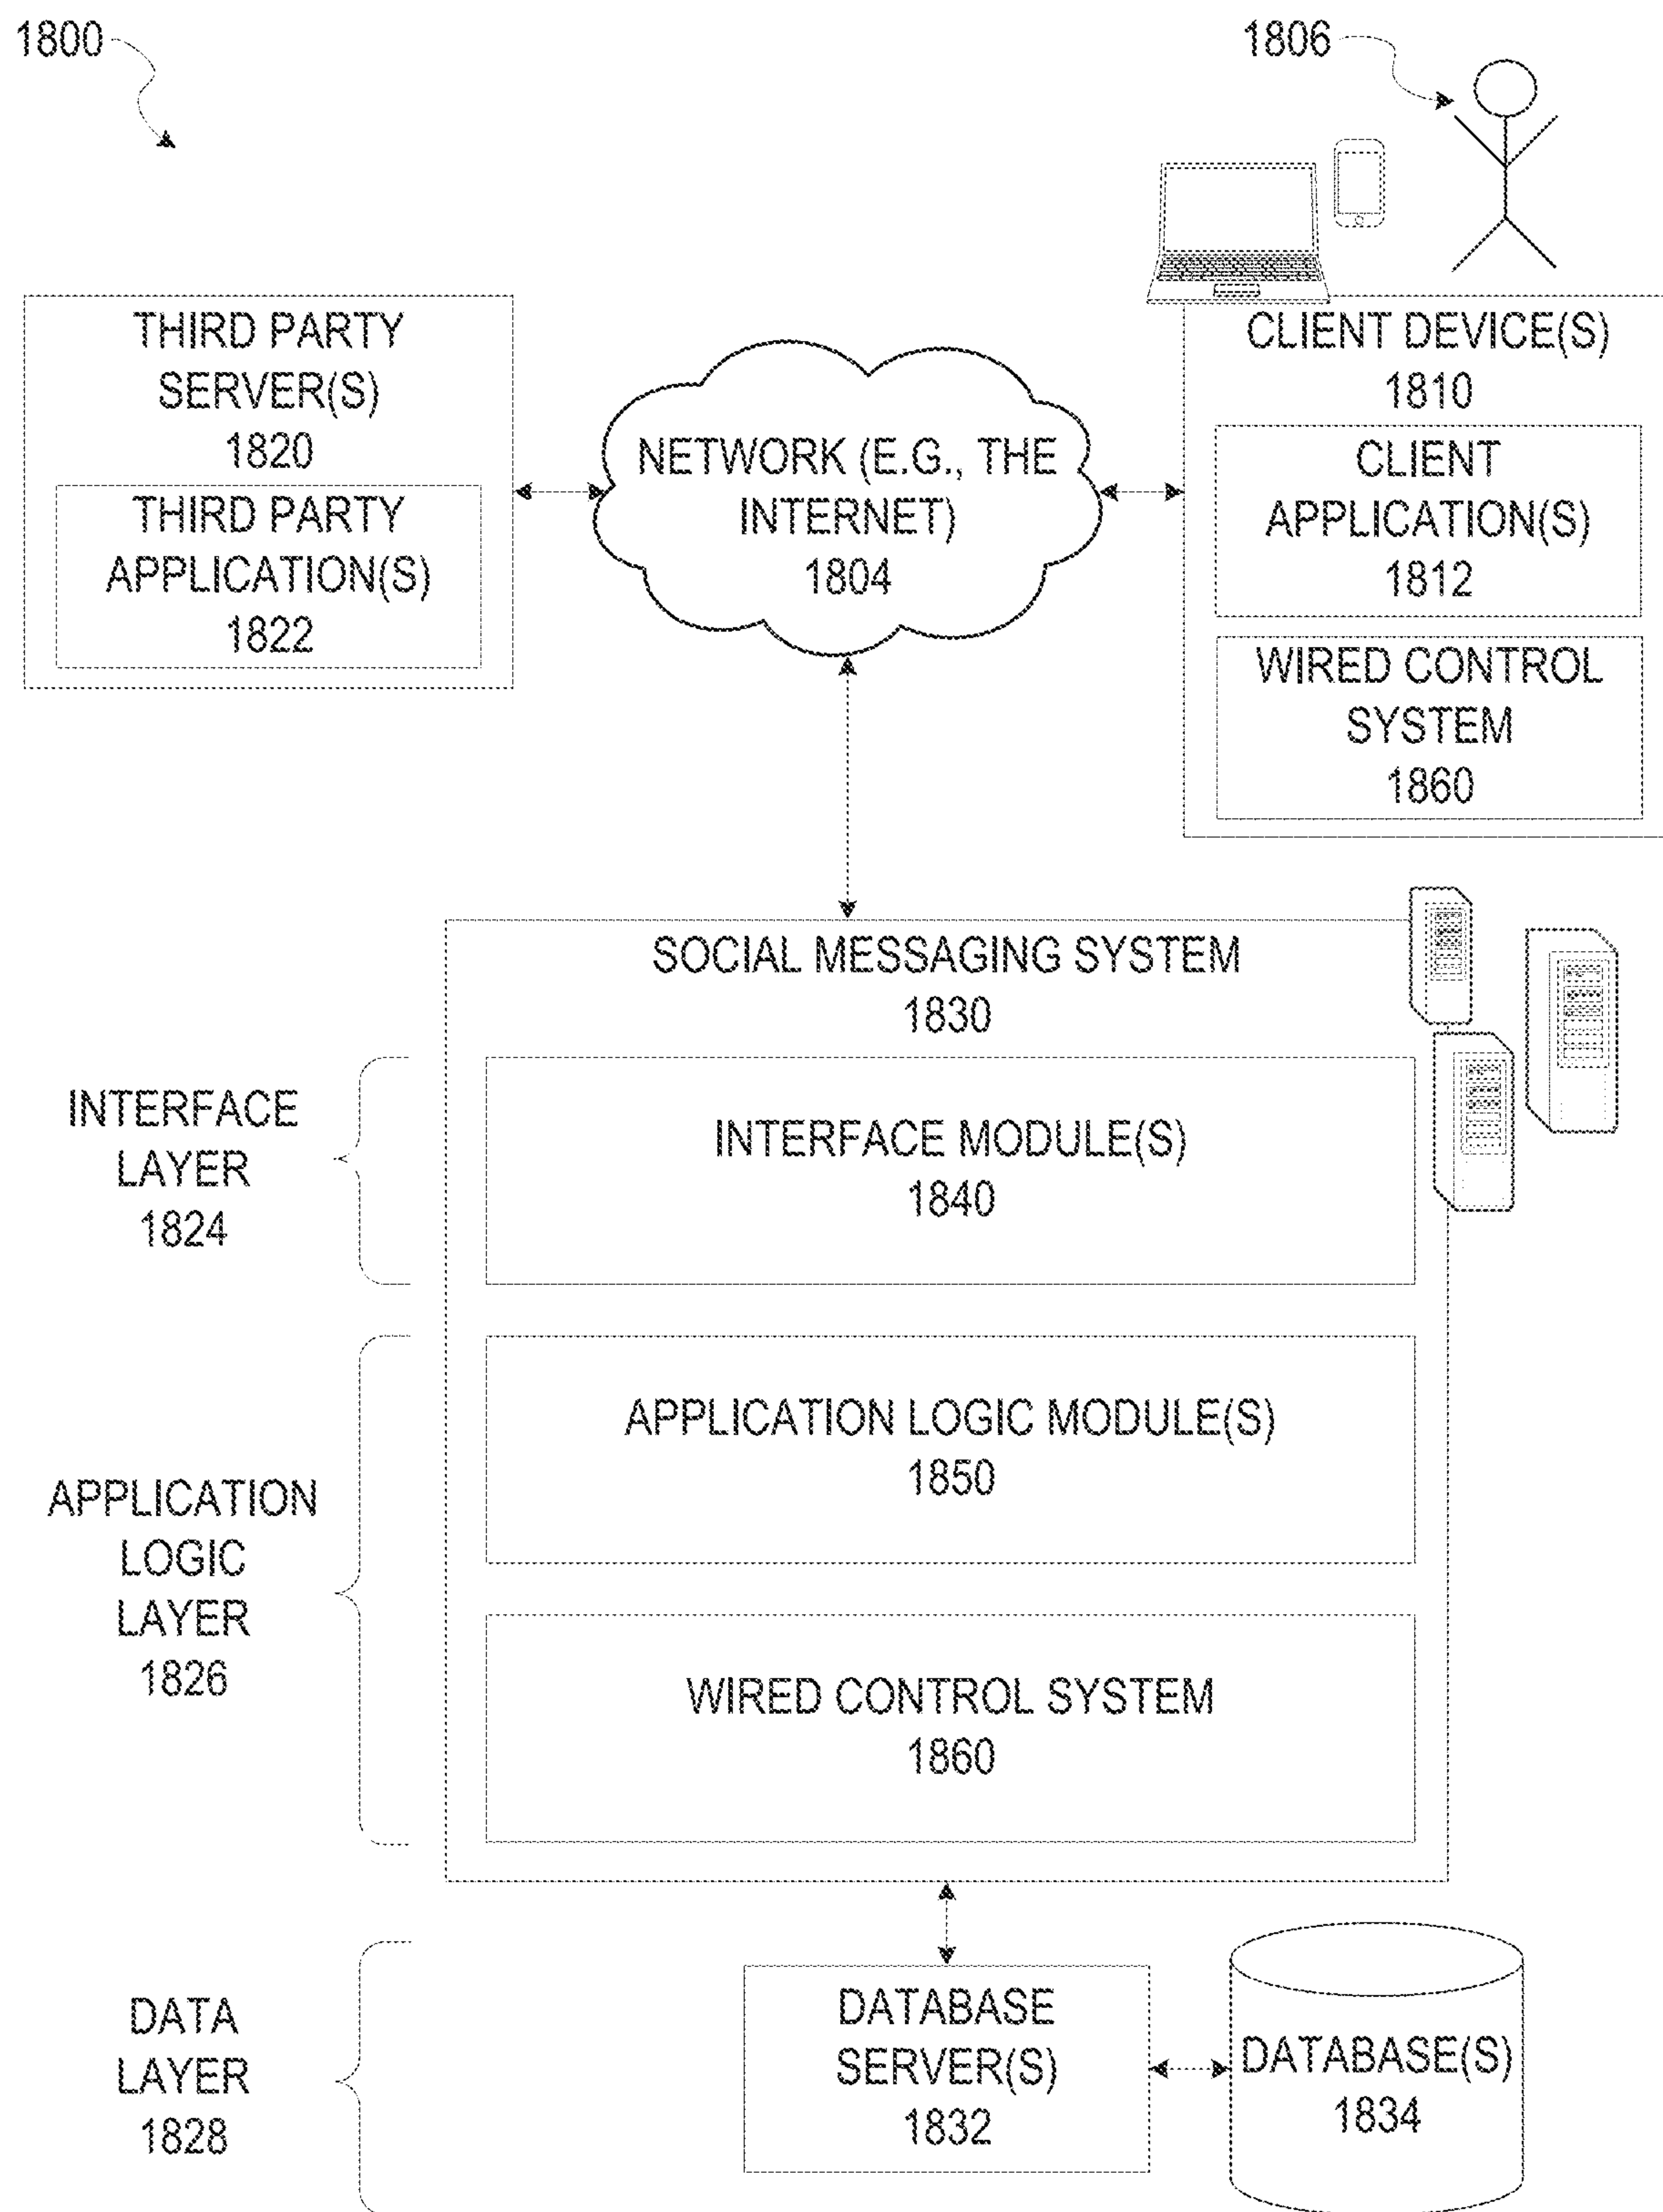 1800
1806
THIRD PARTY
SERVER(S)
1820
THIRD PARTY
APPLICATION(S)
1822
NETWORK (E.G., THE
INTERNET)
1804
CLIENT DEVICE(S)
1810
CLIENT
APPLICATION(S)
1812
WIRED CONTROL
SYSTEM
1860
SOCIAL MESSAGING SYSTEM
1830
INTERFACE
LAYER
1824
INTERFACE MODULE(S)
1840
APPLICATION
LOGIC
LAYER
1826
APPLICATION LOGIC MODULE(S)
1850
WIRED CONTROL SYSTEM
1860
DATA
LAYER
1828
DATABASE
SERVER(S)
1832
DATABASE(S)
1834